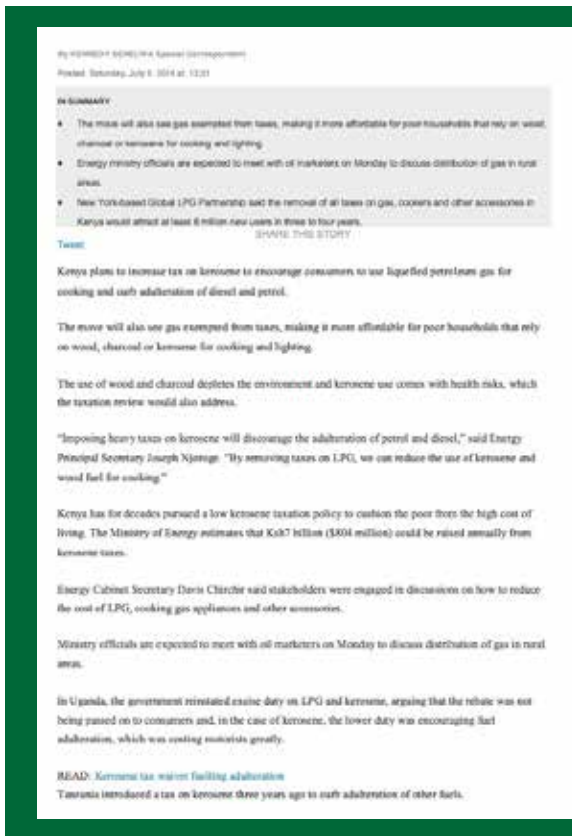 By KENNEDY SENELWA Special Correspondent
Posted Saturday, July 5 2014 at 13:31
IN SUMMARY
• The move will also see gas exempted from taxes, making it more affordable for poor households that rely on wood,
charcoal or kerosene for cooking and lighting.
• Energy ministry officials are expected to meet with oil marketers on Monday to discuss distribution of gas in rural
areas.
• New York-based Global LPG Partnership said the removal of all taxes on gas, cookers and other accessories in
Kenya would attract at least 6 million new users in three to four years.
SHARE THIS STORY
Tweet
Kenya plans to increase tax on kerosene to encourage consumers to use liquefied petroleum gas for
cooking and curb adulteration of diesel and petrol.
The move will also see gas exempted from taxes, making it more affordable for poor households that rely
on wood, charcoal or kerosene for cooking and lighting.
The use of wood and charcoal depletes the environment and kerosene use comes with health risks, which
the taxation review would also address.
“Imposing heavy taxes on kerosene will discourage the adulteration of petrol and diesel,” said Energy
Principal Secretary Joseph Njoroge. “By removing taxes on LPG, we can reduce the use of kerosene and
wood fuel for cooking.”
Kenya has for decades pursued a low kerosene taxation policy to cushion the poor from the high cost of
living. The Ministry of Energy estimates that Ksh7 billion ($804 million) could be raised annually from
kerosene taxes.
Energy Cabinet Secretary Davis Chirchir said stakeholders were engaged in discussions on how to reduce
the cost of LPG, cooking gas appliances and other accessories.
Ministry officials are expected to meet with oil marketers on Monday to discuss distribution of gas in rural
areas.
In Uganda, the government reinstated excise duty on LPG and kerosene, arguing that the rebate was not
being passed on to consumers and, in the case of kerosene, the lower duty was encouraging fuel
adulteration, which was costing motorists greatly.
READ: Kerosene tax waiver fuelling adulteration
Tanzania introduced a tax on kerosene three years ago to curb adulteration of other fuels.